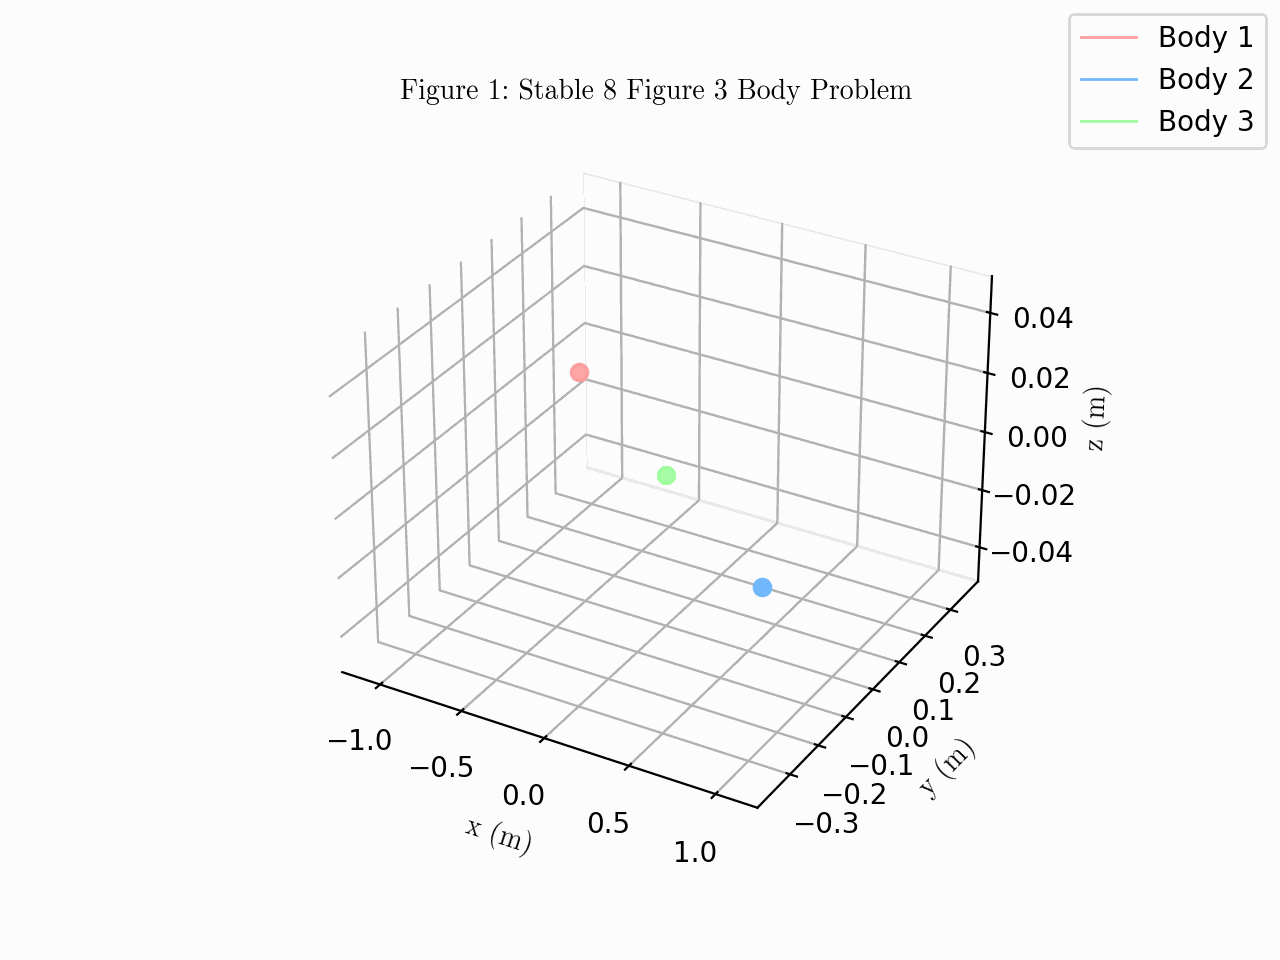 Body 1
Body 2
Body 3
Figure 1: Stable 8 Figure 3 Body Problem
0.04
0.02
0.00
−0.02
−0.04
z (m)
0.3
0.2
0.1
0.0
−0.1
−0.2
−0.3
y (m)
−1.0
−0.5
0.0
0.5
1.0
x (m)